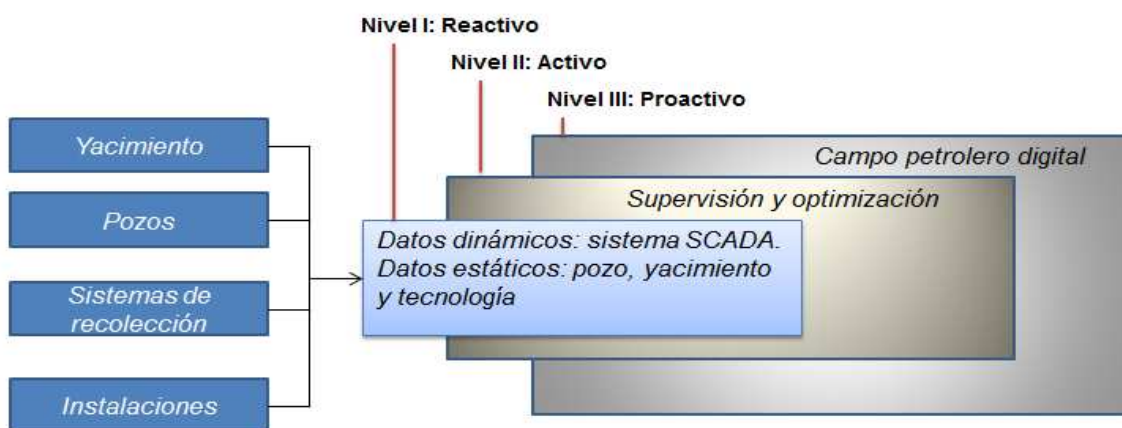 Nivel I: Reactivo
Nivel II: Activo
Nivel III: Proactivo
Yacimiento
Pozos
Sistemas de
recolección
Instalaciones
Campo petrolero digital
Supervisión y optimización
Datos dinámicos: sistema SCADA.
Datos estáticos: pozo, yacimiento
y tecnología